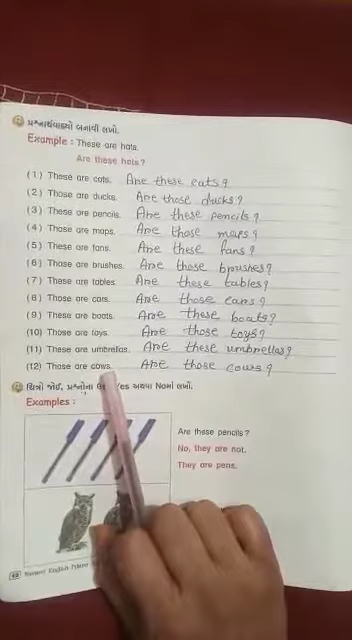 પ્રશ્નાર્થવાક્યો બનાવી લખો.
Example : These are hats.
Are these hats?
(1) These are cats. Are these cats?
(2) Those are ducks. Are those ducks?
(3) These are pencils. Are these pencils?
(4) Those are maps. Are those maps?
(5) These are fans. Are these fans?
(6) Those are brushes. Are those brushes?
(7) These are tables. Are these tables?
(8) Those are cars. Are those cars?
(9) These are boats. Are these boats?
(10) Those are toys. Are those toys?
(11) These are umbrellas. Are these umbrellas?
(12) Those are cows. Are those cows?
ચિત્રો જોઈ, પ્રશ્નોના Yes અથવા Noમાં લખો.
Examples :
Are these pencils?
No, they are not.
They are pens.
English